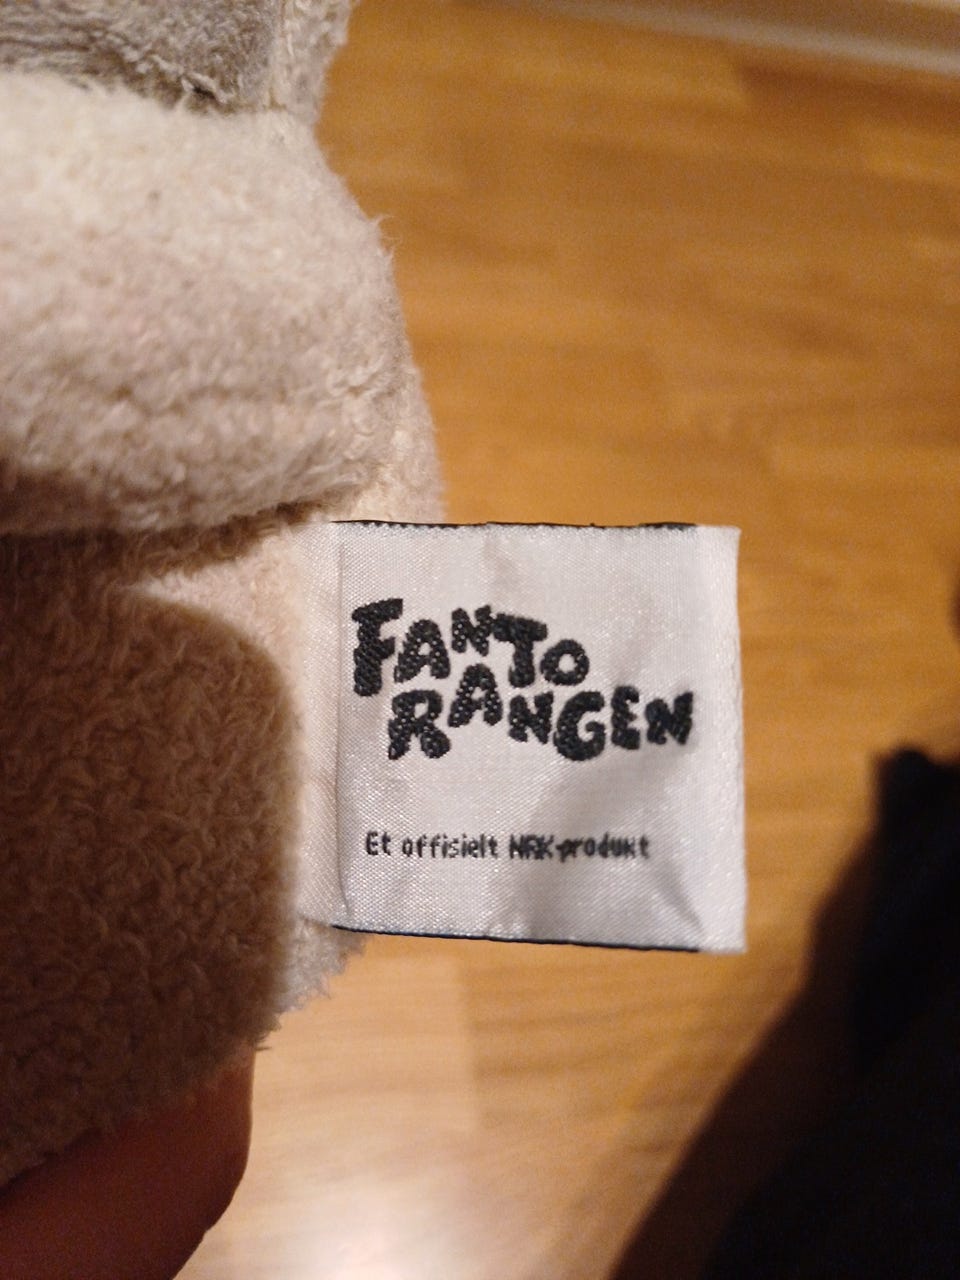 FANTO
RANGEN
Et offisielt NRK-produkt